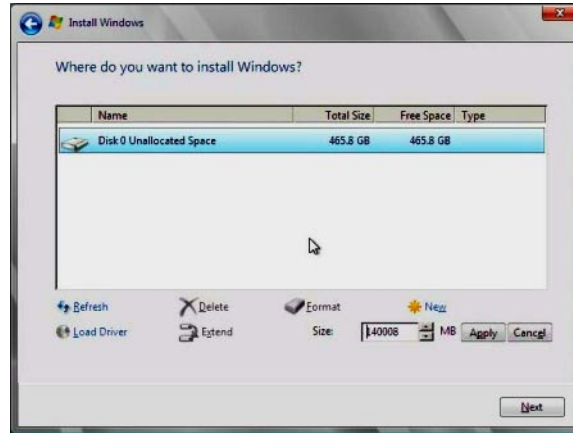 Install Windows
Where do you want to install Windows?
Name Total Size Free Space Type
Disk 0 Unallocated Space 465.8 GB 465.8 GB
Refresh Delete Format New
Load Driver Extend Size: 140008 MB Apply Cancel
Next